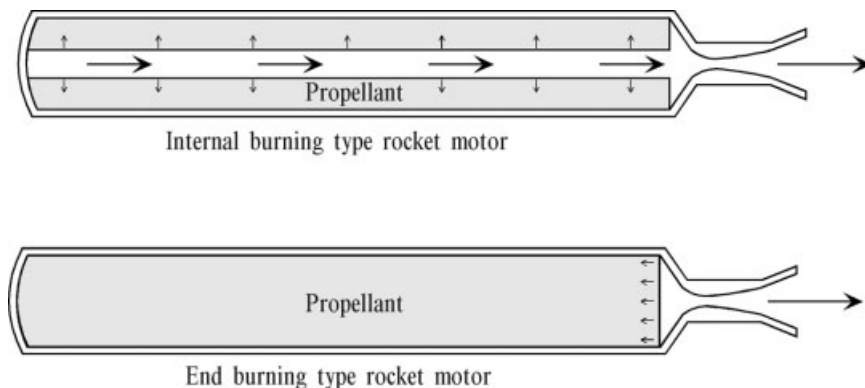 Propellant
Internal burning type rocket motor
Propellant
End burning type rocket motor